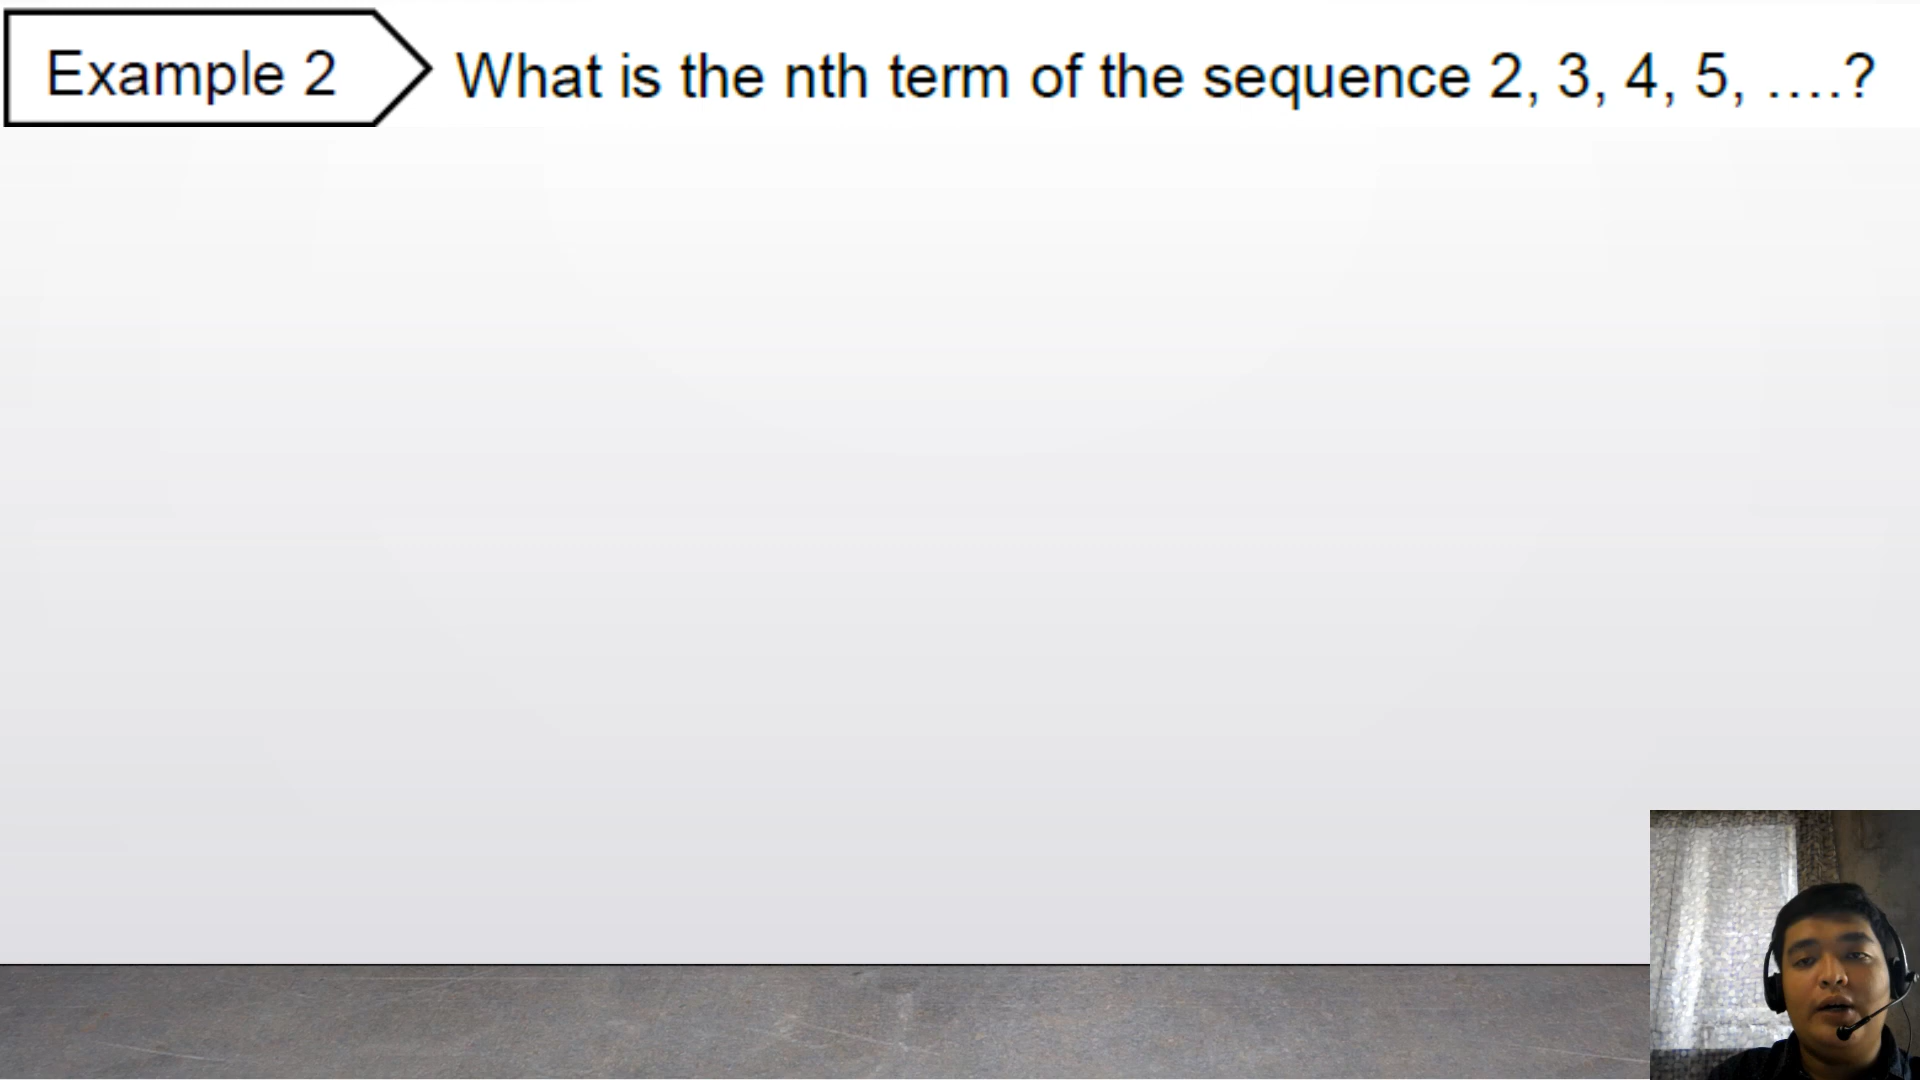 Example 2
What is the nth term of the sequence 2, 3, 4, 5, ….?